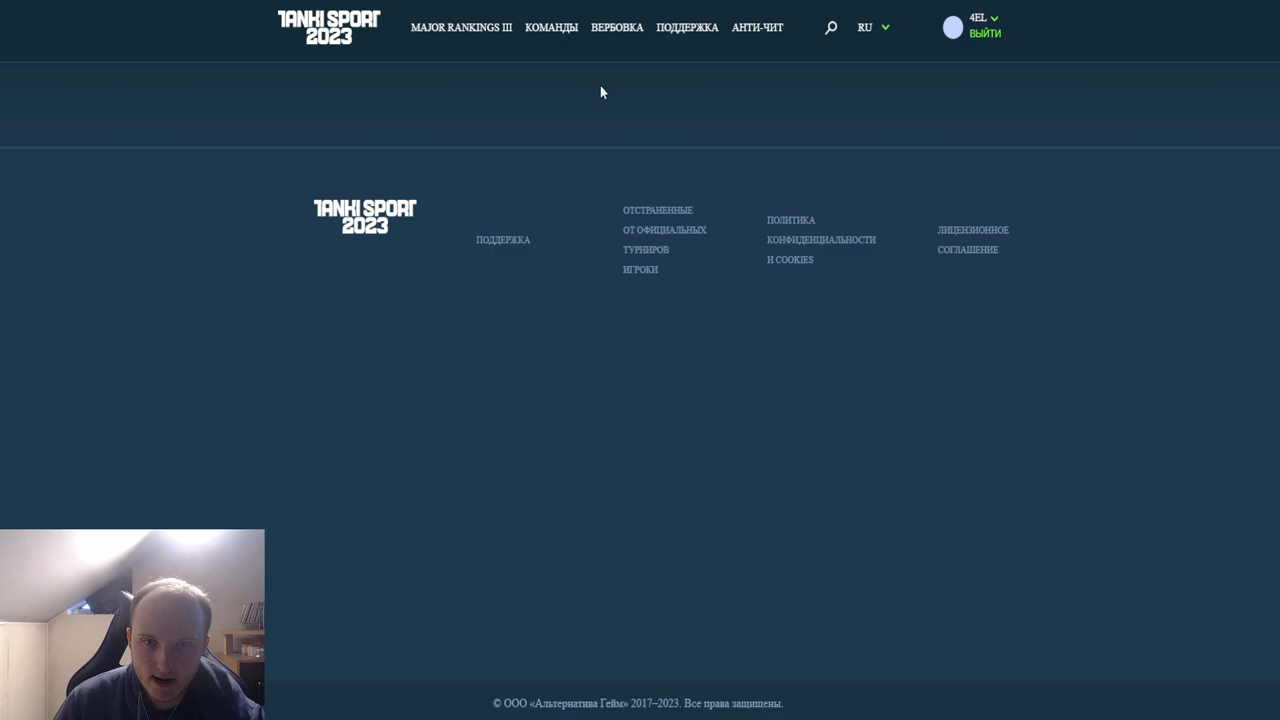 TANKI SPORT
2023
MAJOR RANKINGS III КОМАНДЫ ВЕРБОВКА ПОДДЕРЖКА АНТИ-ЧИТ RU 4EL
ВЫЙТИ
TANKI SPORT
2023
ПОДДЕРЖКА
ОТСТРАНЕННЫЕ
ОТ ОФИЦИАЛЬНЫХ
ТУРНИРОВ
ИГРОКИ
ПОЛИТИКА
КОНФИДЕНЦИАЛЬНОСТИ
И COOKIES
ЛИЦЕНЗИОННОЕ
СОГЛАШЕНИЕ
© ООО «Альтернатива Гейм» 2017–2023. Все права защищены.